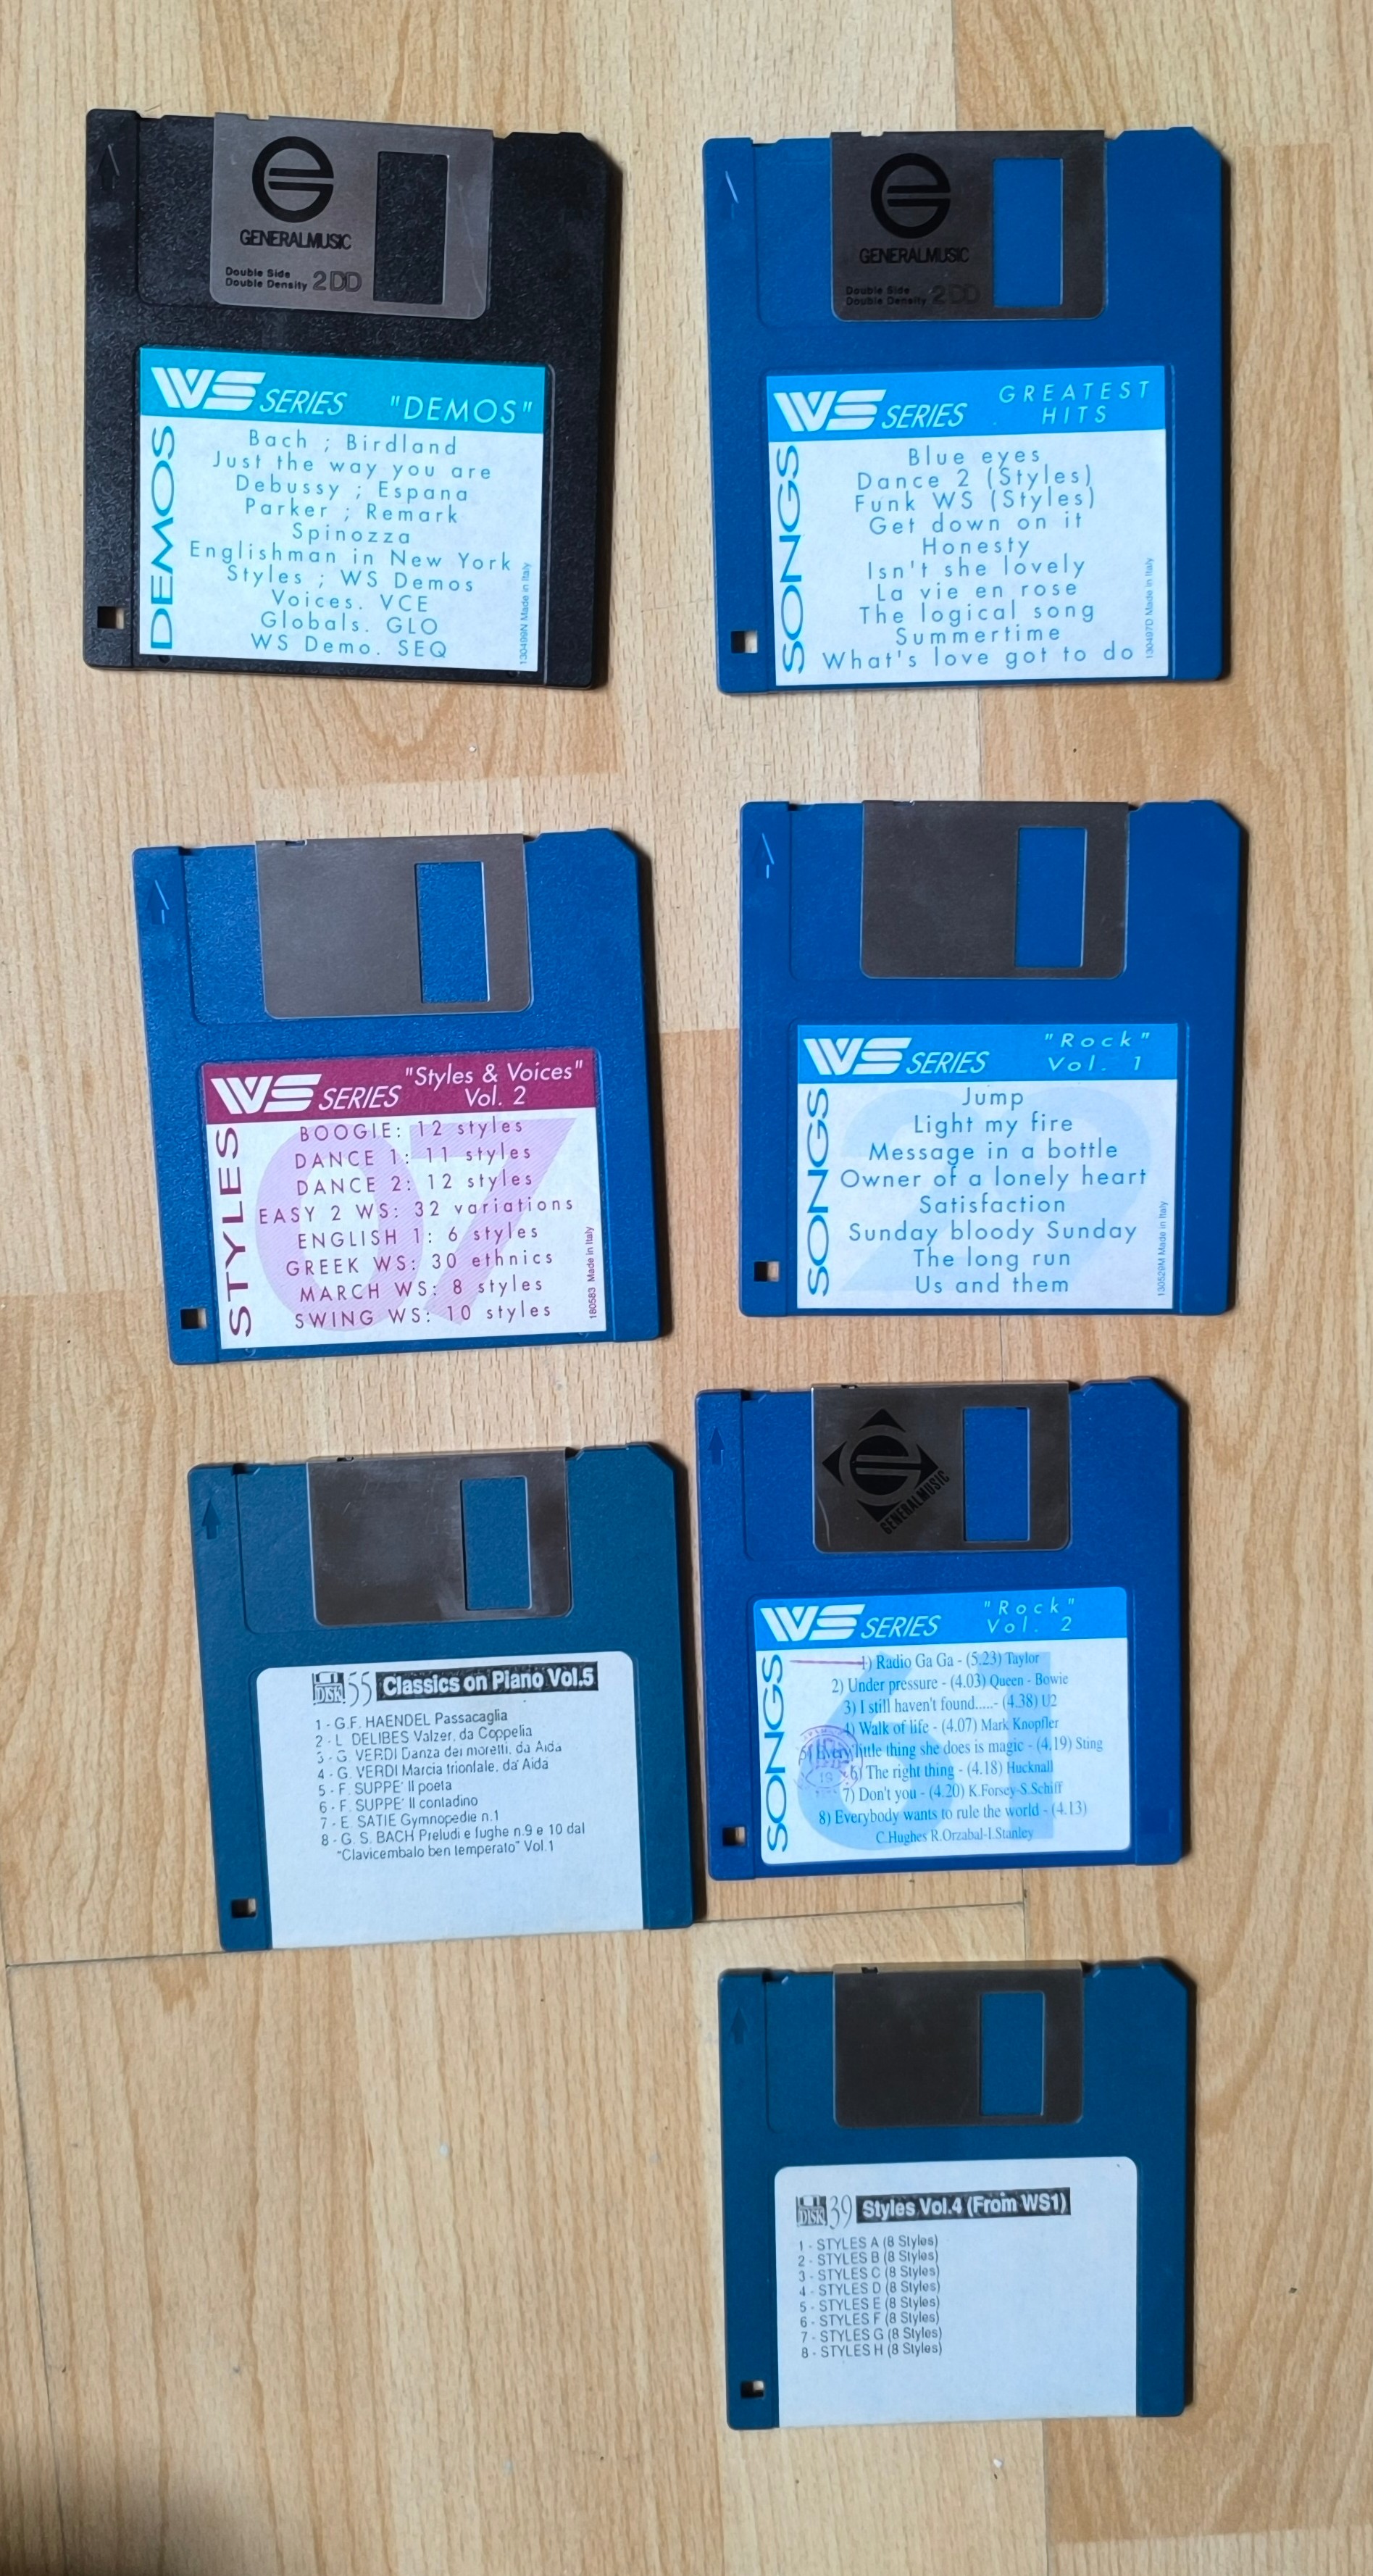 GENERALMUSIC
Double Side
Double Density 2DD
WS SERIES "DEMOS"
DEMOS
Bach ; Birdland
Just the way you are
Debussy ; Espana
Parker ; Remark
Spinozza
Englishman in New York
Styles ; WS Demos
Voices. VCE
Globals. GLO
WS Demo. SEQ
130499N Made in Italy
GENERALMUSIC
Double Side
Double Density 2DD
WS SERIES GREATEST
HITS
SONGS
Blue eyes
Dance 2 (Styles)
Funk WS (Styles)
Get down on it
Honesty
Isn't she lovely
La vie en rose
The logical song
Summertime
What's love got to do
130497D Made in Italy
WS SERIES "Styles & Voices"
Vol. 2
STYLES
07
BOOGIE: 12 styles
DANCE 1: 11 styles
DANCE 2: 12 styles
EASY 2 WS: 32 variations
ENGLISH 1: 6 styles
GREEK WS: 30 ethnics
MARCH WS: 8 styles
SWING WS: 10 styles
180583 Made in Italy
WS SERIES "Rock"
Vol. 1
SONGS
Jump
Light my fire
Message in a bottle
Owner of a lonely heart
Satisfaction
Sunday bloody Sunday
The long run
Us and them
130529M Made in Italy
DISK 55 Classics on Piano Vol.5
1 - G.F. HAENDEL Passacaglia
2 - L. DELIBES Valzer, da Coppelia
3 - G. VERDI Danza dei moretti, da Aida
4 - G. VERDI Marcia trionfale, da Aida
5 - F. SUPPE' Il poeta
6 - F. SUPPE' Il contadino
7 - E. SATIE Gymnopedie n.1
8 - G. S. BACH Preludi e fughe n.9 e 10 dal
"Clavicembalo ben temperato" Vol.1
GENERALMUSIC
WS SERIES "Rock"
Vol. 2
SONGS
1) Radio Ga Ga - (5.23) Taylor
2) Under pressure - (4.03) Queen - Bowie
3) I still haven't found.....- (4.38) U2
4) Walk of life - (4.07) Mark Knopfler
5) Every little thing she does is magic - (4.19) Sting
6) The right thing - (4.18) Hucknall
7) Don't you - (4.20) K.Forsey-S.Schiff
8) Everybody wants to rule the world - (4.13)
C.Hughes R.Orzabal-I.Stanley
DISK 39 Styles Vol.4 (From WS1)
1 - STYLES A (8 Styles)
2 - STYLES B (8 Styles)
3 - STYLES C (8 Styles)
4 - STYLES D (8 Styles)
5 - STYLES E (8 Styles)
6 - STYLES F (8 Styles)
7 - STYLES G (8 Styles)
8 - STYLES H (8 Styles)